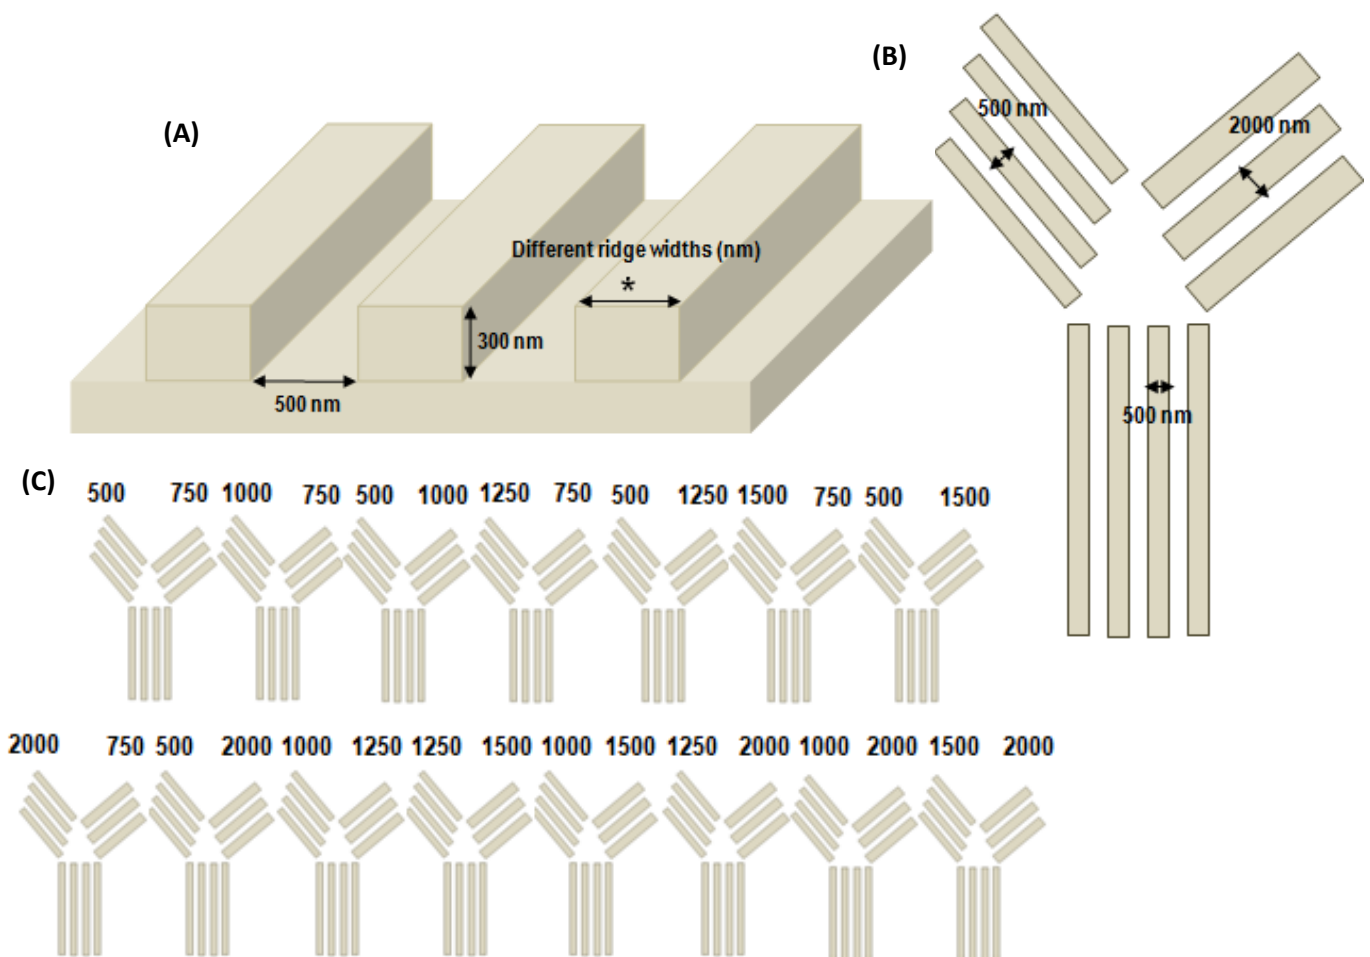 (A)
Different ridge widths (nm)
*
300 nm
500 nm
(B)
500 nm
2000 nm
500 nm
(C)
500 750 1000 750 500 1000 1250 750 500 1250 1500 750 500 1500
2000 750 500 2000 1000 1250 1250 1500 1000 1500 1250 2000 1000 2000 1500 2000